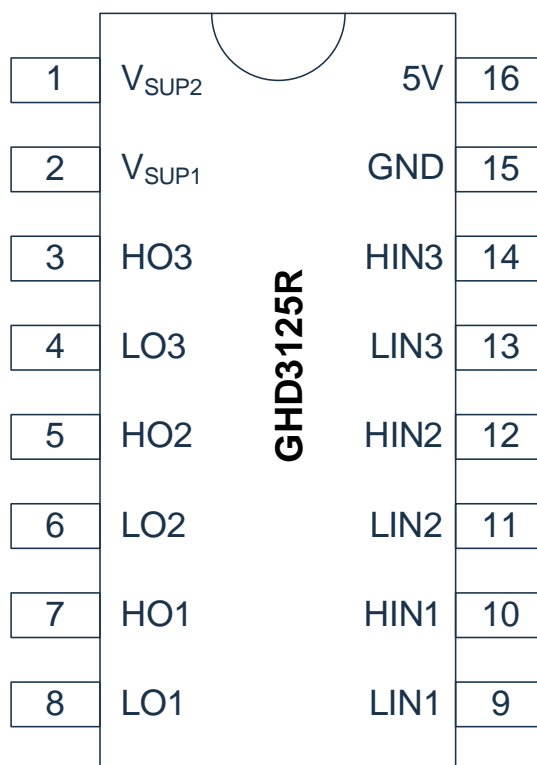 1 VSUP2 5V 16
2 VSUP1 GND 15
3 HO3 HIN3 14
4 LO3 LIN3 13
5 HO2 HIN2 12
6 LO2 LIN2 11
7 HO1 HIN1 10
8 LO1 LIN1 9
GHD3125R